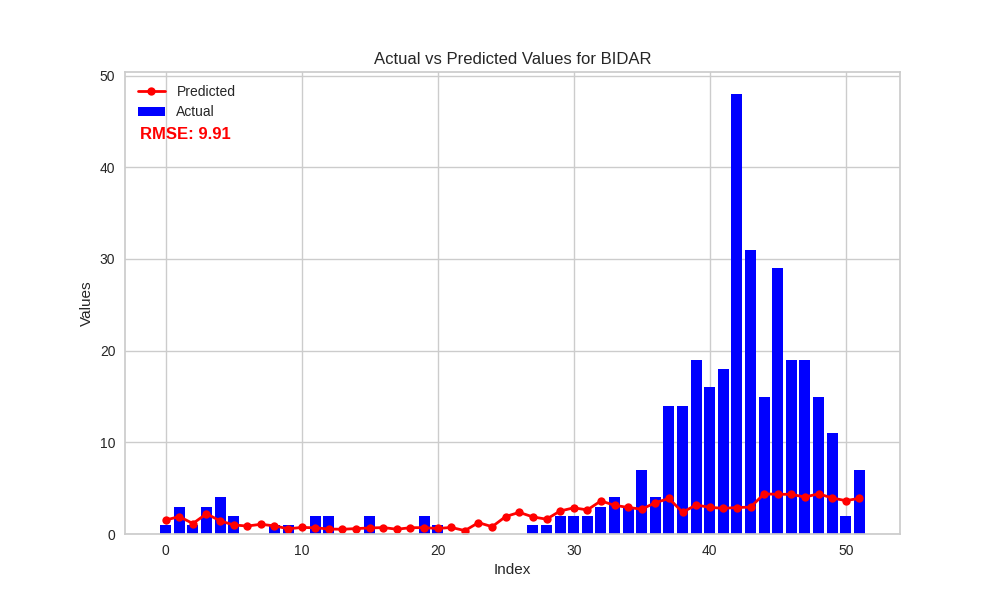 Actual vs Predicted Values for BIDAR
Predicted
Actual
RMSE: 9.91
Values
50
40
30
20
10
0
0 10 20 30 40 50
Index